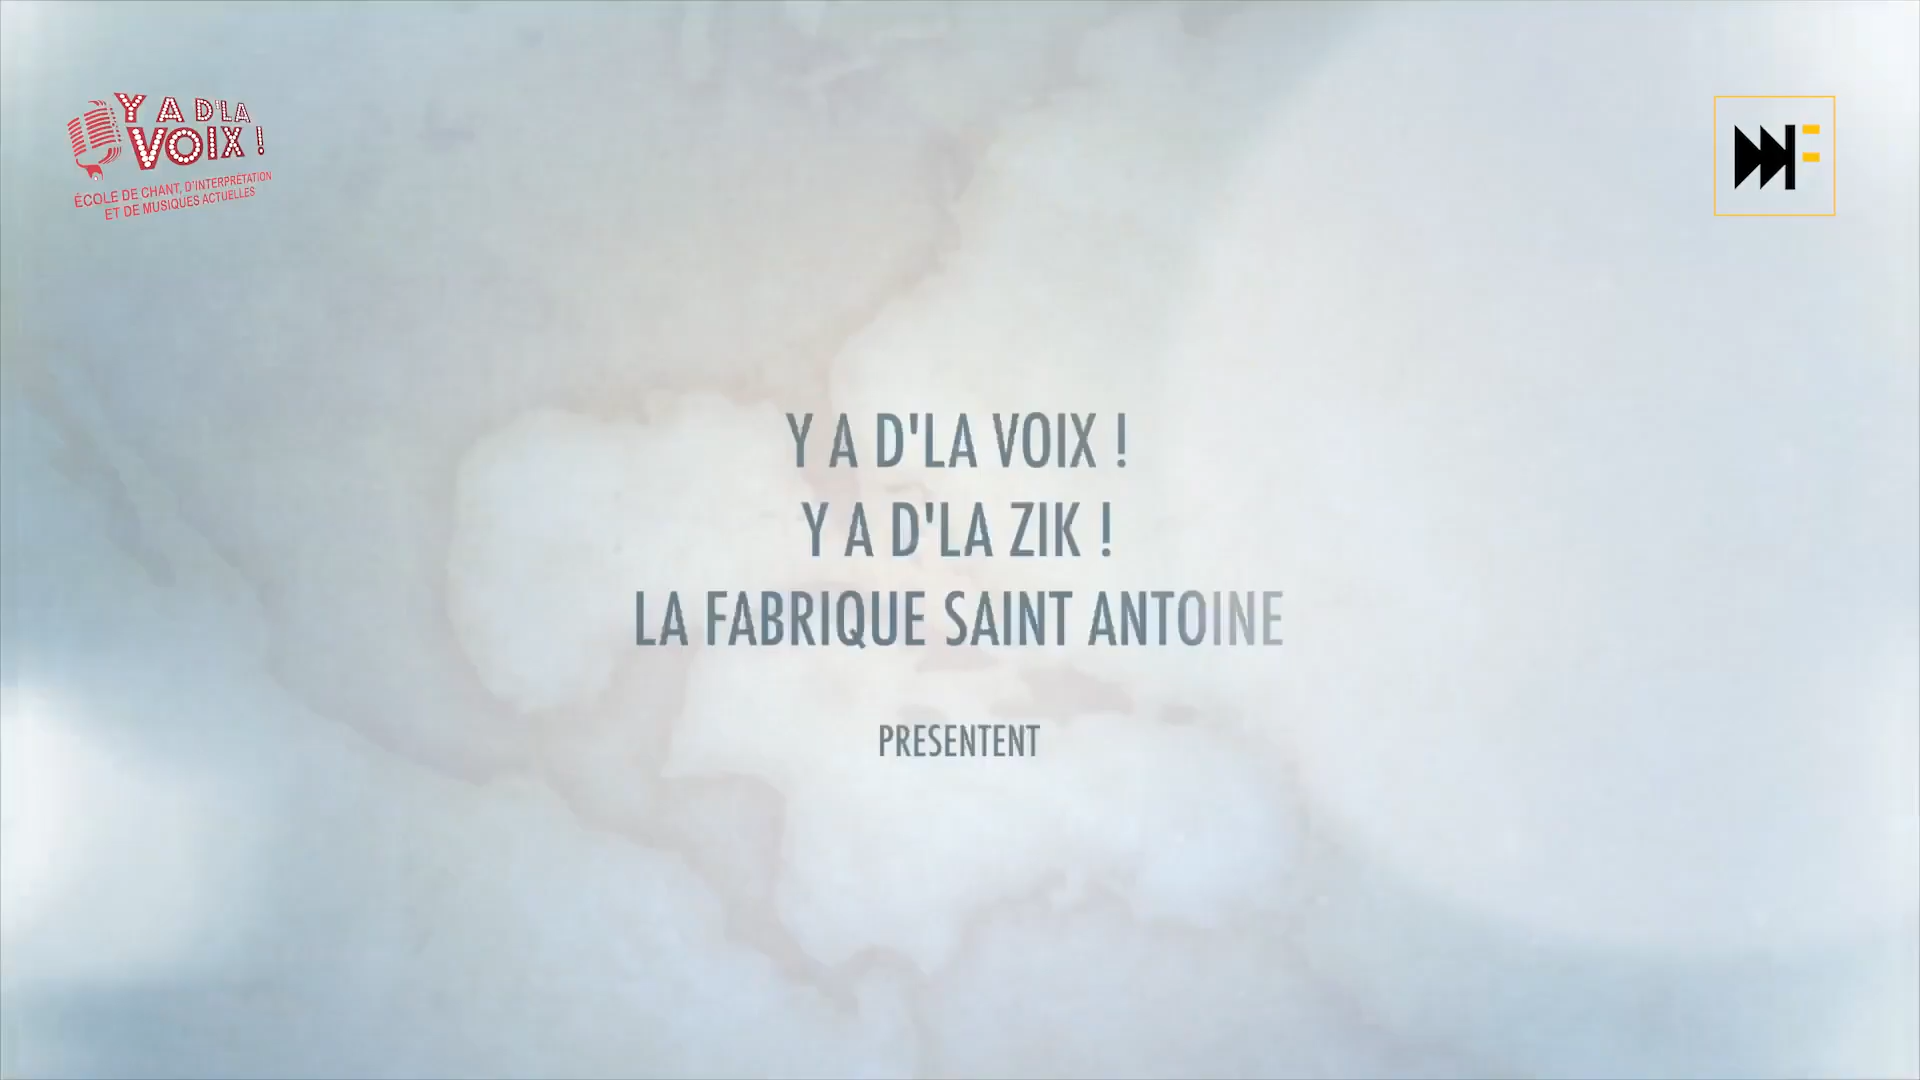 Y A D'LA
VOIX !
ÉCOLE DE CHANT, D'INTERPRÉTATION
ET DE MUSIQUES ACTUELLES
Y A D'LA VOIX !
Y A D'LA ZIK !
LA FABRIQUE SAINT ANTOINE
PRESENTENT